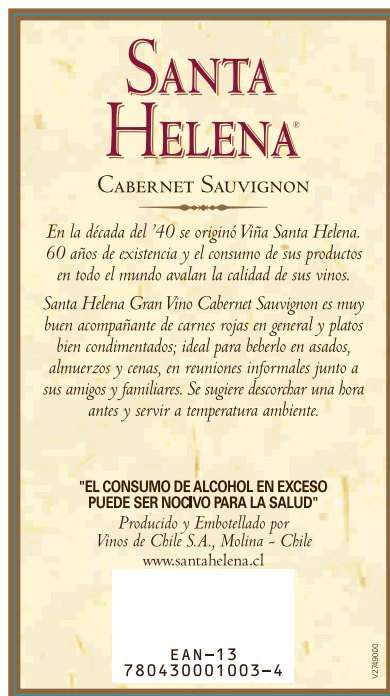 SANTA
HELENA®
CABERNET SAUVIGNON
En la década del '40 se originó Viña Santa Helena.
60 años de existencia y el consumo de sus productos
en todo el mundo avalan la calidad de sus vinos.
Santa Helena Gran Vino Cabernet Sauvignon es muy
buen acompañante de carnes rojas en general y platos
bien condimentados; ideal para beberlo en asados,
almuerzos y cenas, en reuniones informales junto a
sus amigos y familiares. Se sugiere descorchar una hora
antes y servir a temperatura ambiente.
"EL CONSUMO DE ALCOHOL EN EXCESO
PUEDE SER NOCIVO PARA LA SALUD"
Producido y Embotellado por
Vinos de Chile S.A., Molina - Chile
www.santahelena.cl
EAN-13
780430001003-4
V2749000